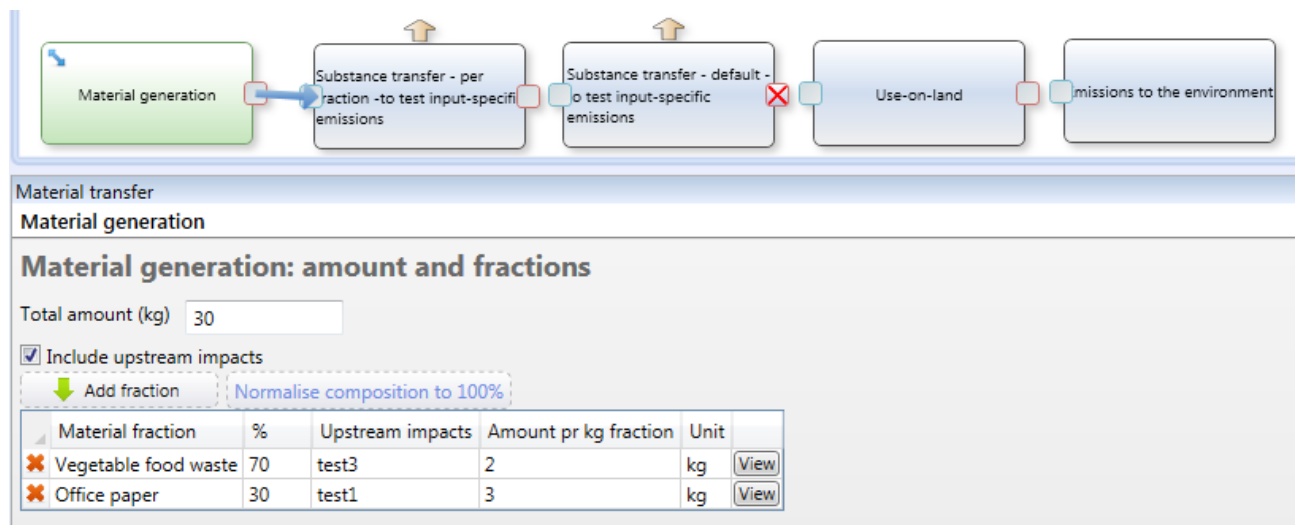 Material generation
Substance transfer - per
raction -to test input-specifi
emissions
Substance transfer - default -
o test input-specific
emissions
Use-on-land
missions to the environment
Material transfer
Material generation
Material generation: amount and fractions
Total amount (kg) 30
Include upstream impacts
Add fraction Normalise composition to 100%
Material fraction % Upstream impacts Amount pr kg fraction Unit
Vegetable food waste 70 test3 2 kg View
Office paper 30 test1 3 kg View